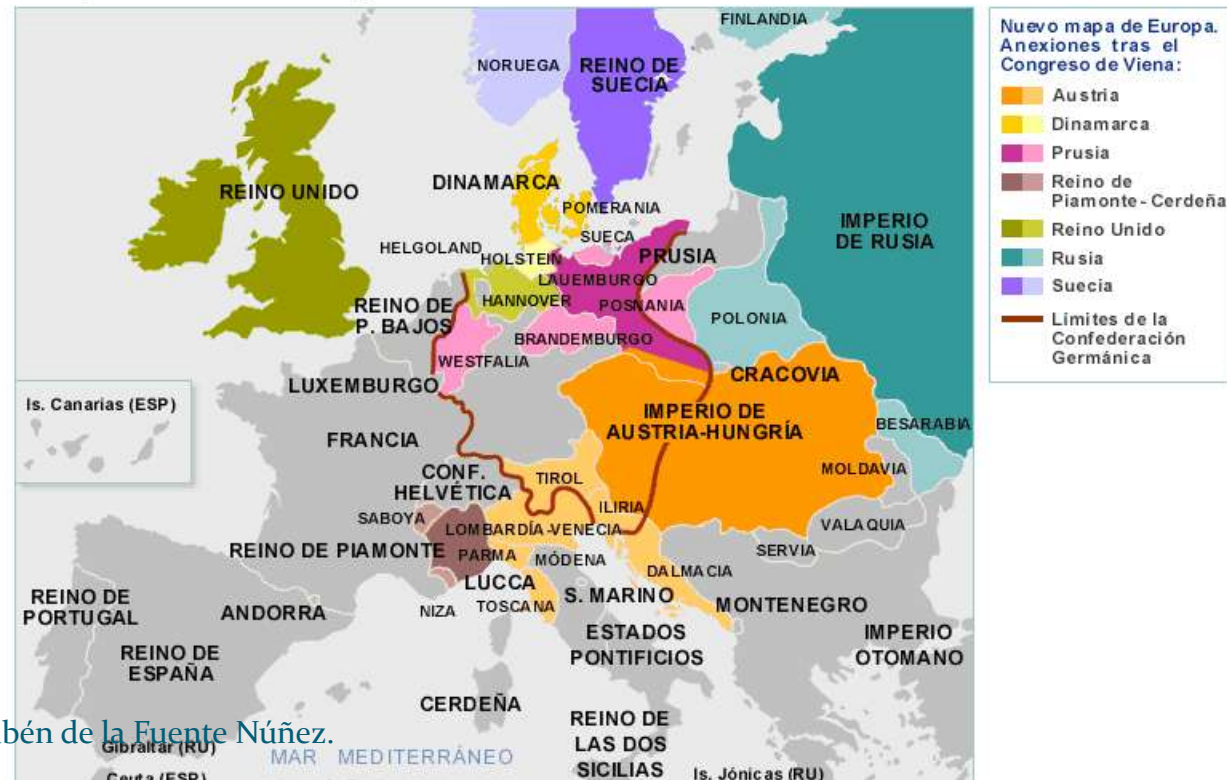 FINLANDIA
NORUEGA
REINO DE
SUECIA
REINO UNIDO
DINAMARCA
POMERANIA
SUECA
HELGOLAND
HOLSTEIN
PRUSIA
LAUEMBURGO
IMPERIO
DE RUSIA
REINO DE
P. BAJOS
HANNOVER
POSNANIA
POLONIA
BRANDEMBURGO
WESTFALIA
LUXEMBURGO
CRACOVIA
Is. Canarias (ESP)
IMPERIO DE
AUSTRIA-HUNGRÍA
FRANCIA
BESARABIA
CONF.
HELVÉTICA
TIROL
MOLDAVIA
ILIRIA
SABOYA
LOMBARDÍA-VENECIA
VALAQUIA
REINO DE PIAMONTE
PARMA
MÓDENA
SERVIA
DALMACIA
LUCCA
NIZA
TOSCANA
S. MARINO
MONTENEGRO
REINO DE
PORTUGAL
ANDORRA
ESTADOS
PONTIFICIOS
IMPERIO
OTOMANO
REINO DE
ESPAÑA
CERDEÑA
REINO DE
LAS DOS
SICILIAS
bén de la Fuente Núñez.
Gibraltar (RU)
MAR MEDITERRÁNEO
Ceuta (ESP)
Is. Jónicas (RU)
Nuevo mapa de Europa.
Anexiones tras el
Congreso de Viena:
Austria
Dinamarca
Prusia
Reino de
Piamonte-Cerdeña
Reino Unido
Rusia
Suecia
Límites de la
Confederación
Germánica